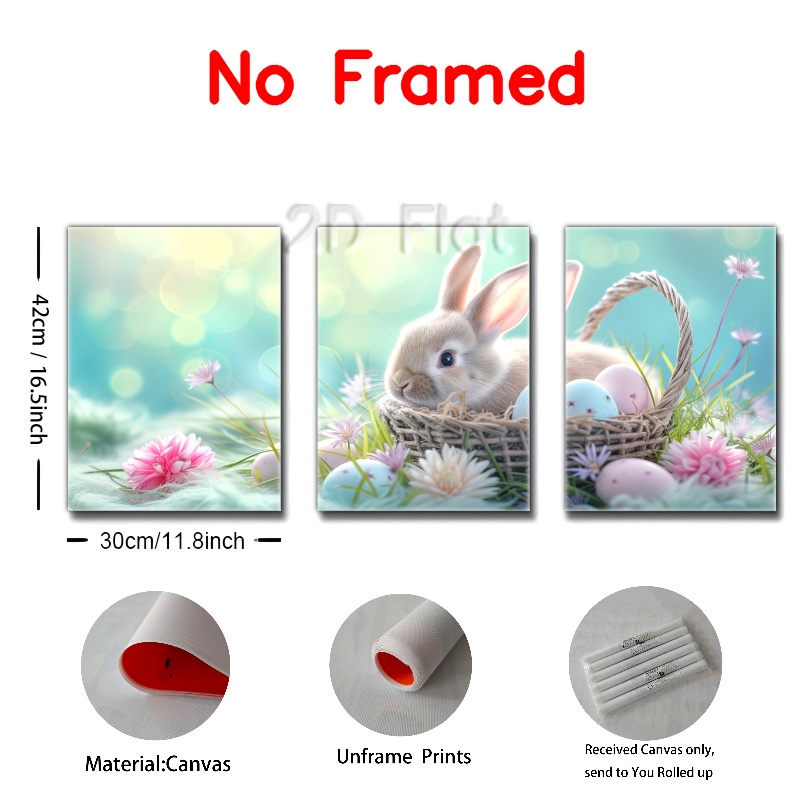 No Framed
2D Flat
42cm / 16.5inch
30cm/11.8inch
Material:Canvas
Unframe Prints
Received Canvas only,
send to You Rolled up